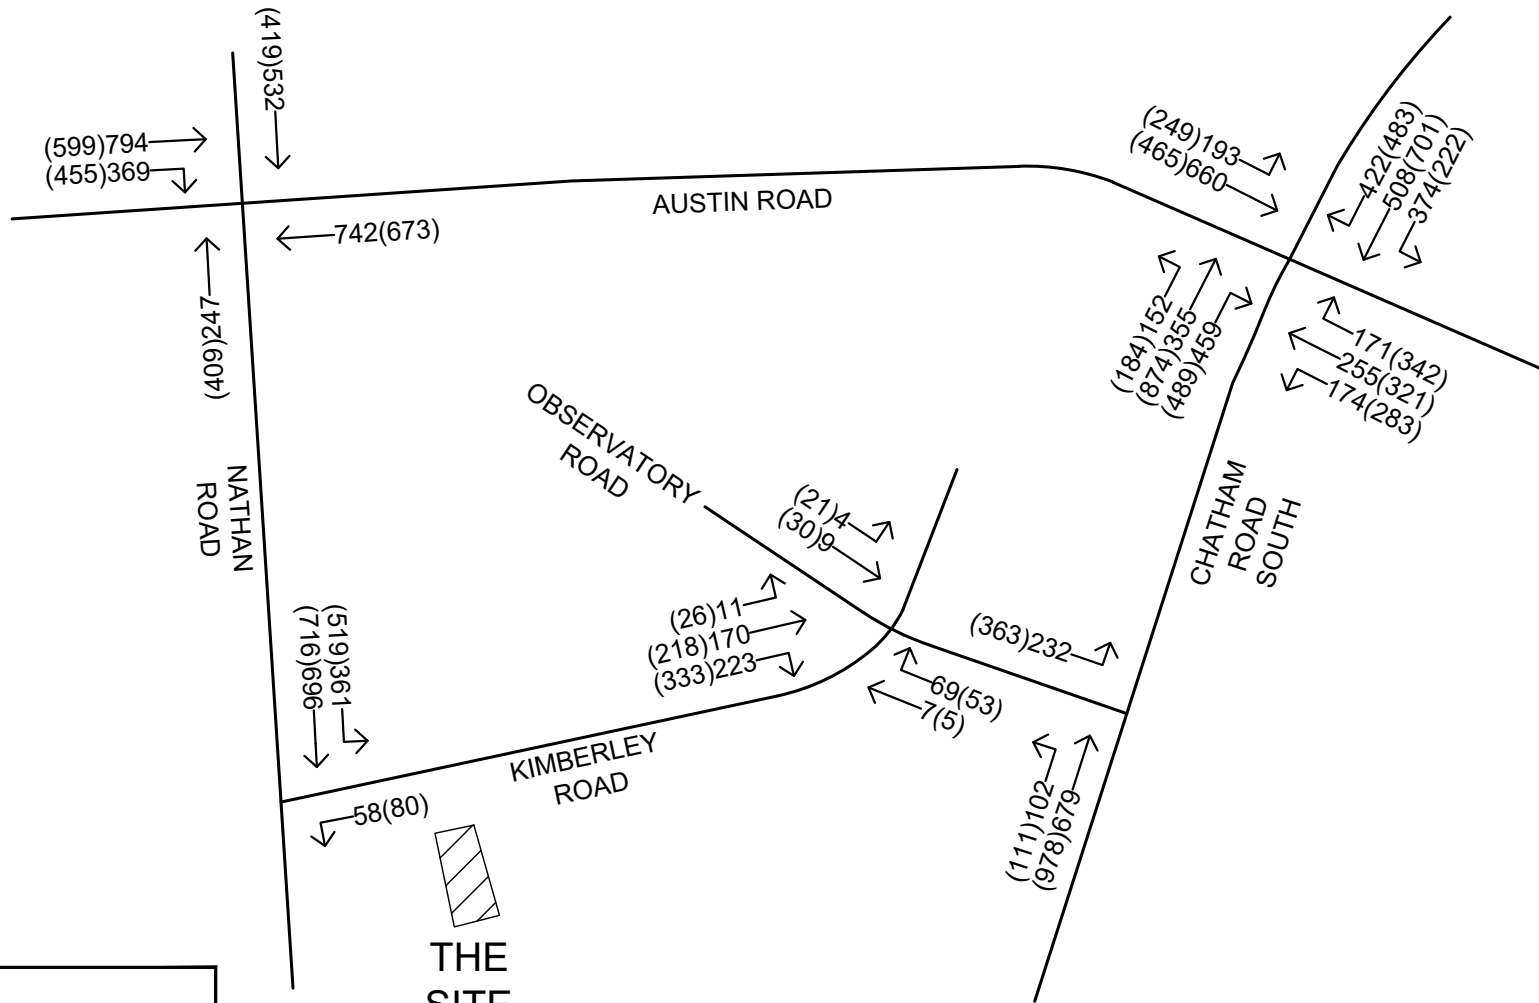 (419)532
(599)794
(455)369
742(673)
(409)247
AUSTIN ROAD
(249)193
(465)660
422(483)
508(701)
374(222)
(184)152
(874)355
(489)459
171(342)
255(321)
174(283)
NATHAN
ROAD
OBSERVATORY
ROAD
CHATHAM
ROAD
SOUTH
(21)4
(30)9
(26)11
(218)170
(333)223
69(53)
7(5)
(363)232
(519)361
(716)696
KIMBERLEY
ROAD
58(80)
(111)102
(978)679
THE
SITE